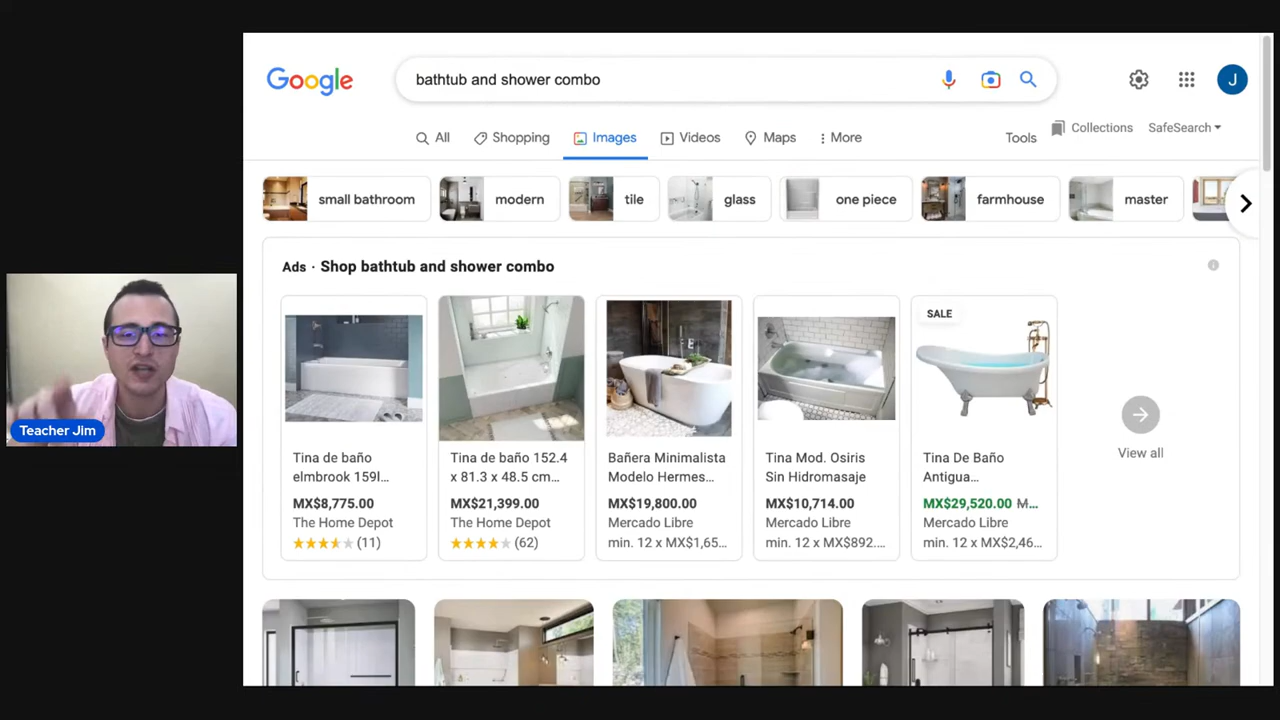 Google
bathtub and shower combo
J
All
Shopping
Images
Videos
Maps
More
Tools
Collections
SafeSearch
small bathroom
modern
tile
glass
one piece
farmhouse
master
Ads · Shop bathtub and shower combo
Tina de baño
elmbrook 159l...
MX$8,775.00
The Home Depot
(11)
Tina de baño 152.4
x 81.3 x 48.5 cm...
MX$21,399.00
The Home Depot
(62)
Bañera Minimalista
Modelo Hermes...
MX$19,800.00
Mercado Libre
min. 12 x MX$1,65...
Tina Mod. Osiris
Sin Hidromasaje
MX$10,714.00
Mercado Libre
min. 12 x MX$892....
SALE
Tina De Baño
Antigua...
MX$29,520.00 M...
Mercado Libre
min. 12 x MX$2,46...
View all
Teacher Jim